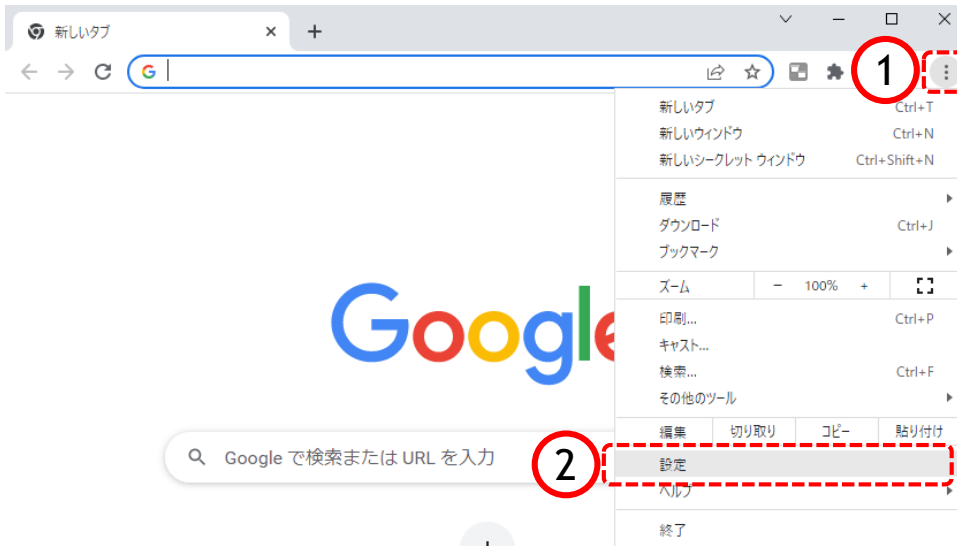 新しいタブ
G
1
新しいタブ Ctrl+T
新しいウィンドウ Ctrl+N
新しいシークレット ウィンドウ Ctrl+Shift+N
履歴
ダウンロード Ctrl+J
ブックマーク
ズーム − 100% +
印刷... Ctrl+P
キャスト...
検索... Ctrl+F
その他のツール
編集 切り取り コピー 貼り付け
設定
ヘルプ
終了
Google
Google で検索または URL を入力
2